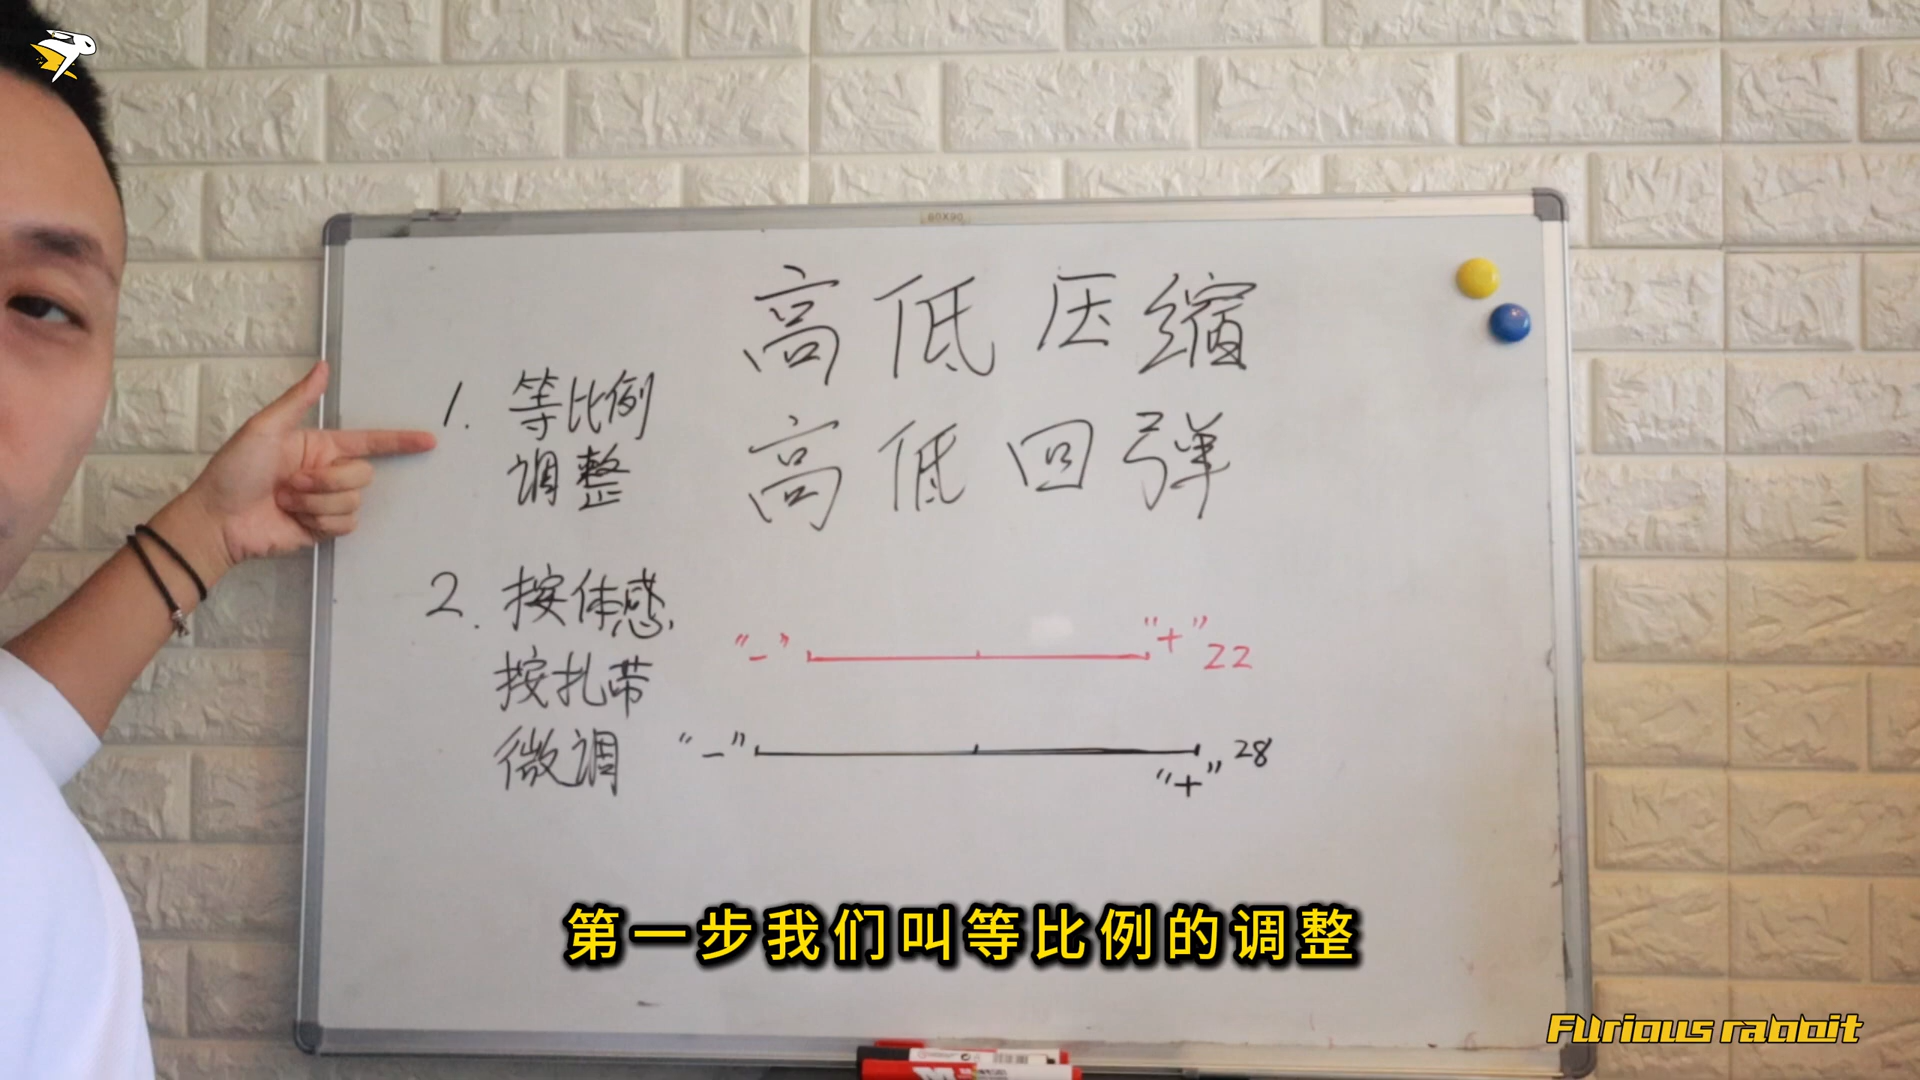 60X90
高低压缩
高低回弹
1. 等比例
调整
2. 按体感
按扎带
微调
"-" "+" 22
"-" "+" 28
第一步我们叫等比例的调整
Furious rabbit